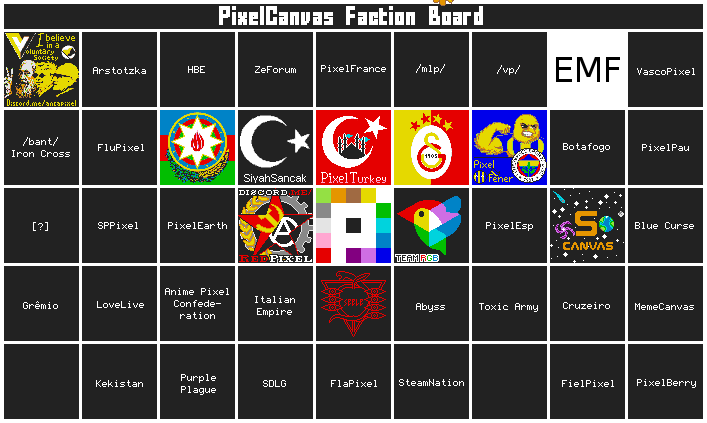 PixelCanvas Faction Board
I believe
in a
Voluntary
Society
Discord.me/ancapixel
Arstotzka
HBE
ZeForum
PixelFrance
/mlp/
/vp/
EMF
VascoPixel
/bant/
Iron Cross
FluPixel
SiyahSancak
PixelTurkey
1905
Pixel
Fener
Botafogo
PixelPau
[?]
SPPixel
PixelEarth
DISCORD.ME/
REDPIXEL
TEAM RGB
PixelEsp
S
CANVAS
Blue Curse
Grêmio
LoveLive
Anime Pixel
Confede-
ration
Italian
Empire
Abyss
Toxic Army
Cruzeiro
MemeCanvas
Kekistan
Purple
Plague
SDLG
FlaPixel
SteamNation
FielPixel
PixelBerry